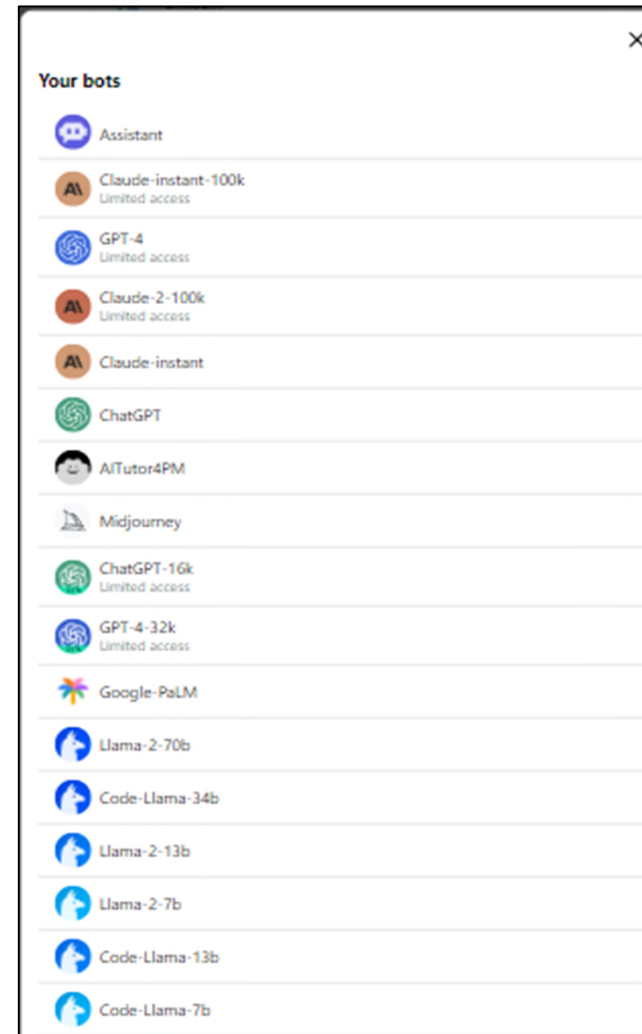 Your bots
Assistant
Claude-instant-100k
Limited access
GPT-4
Limited access
Claude-2-100k
Limited access
Claude-instant
ChatGPT
AITutor4PM
Midjourney
ChatGPT-16k
Limited access
GPT-4-32k
Limited access
Google-PaLM
Llama-2-70b
Code-Llama-34b
Llama-2-13b
Llama-2-7b
Code-Llama-13b
Code-Llama-7b